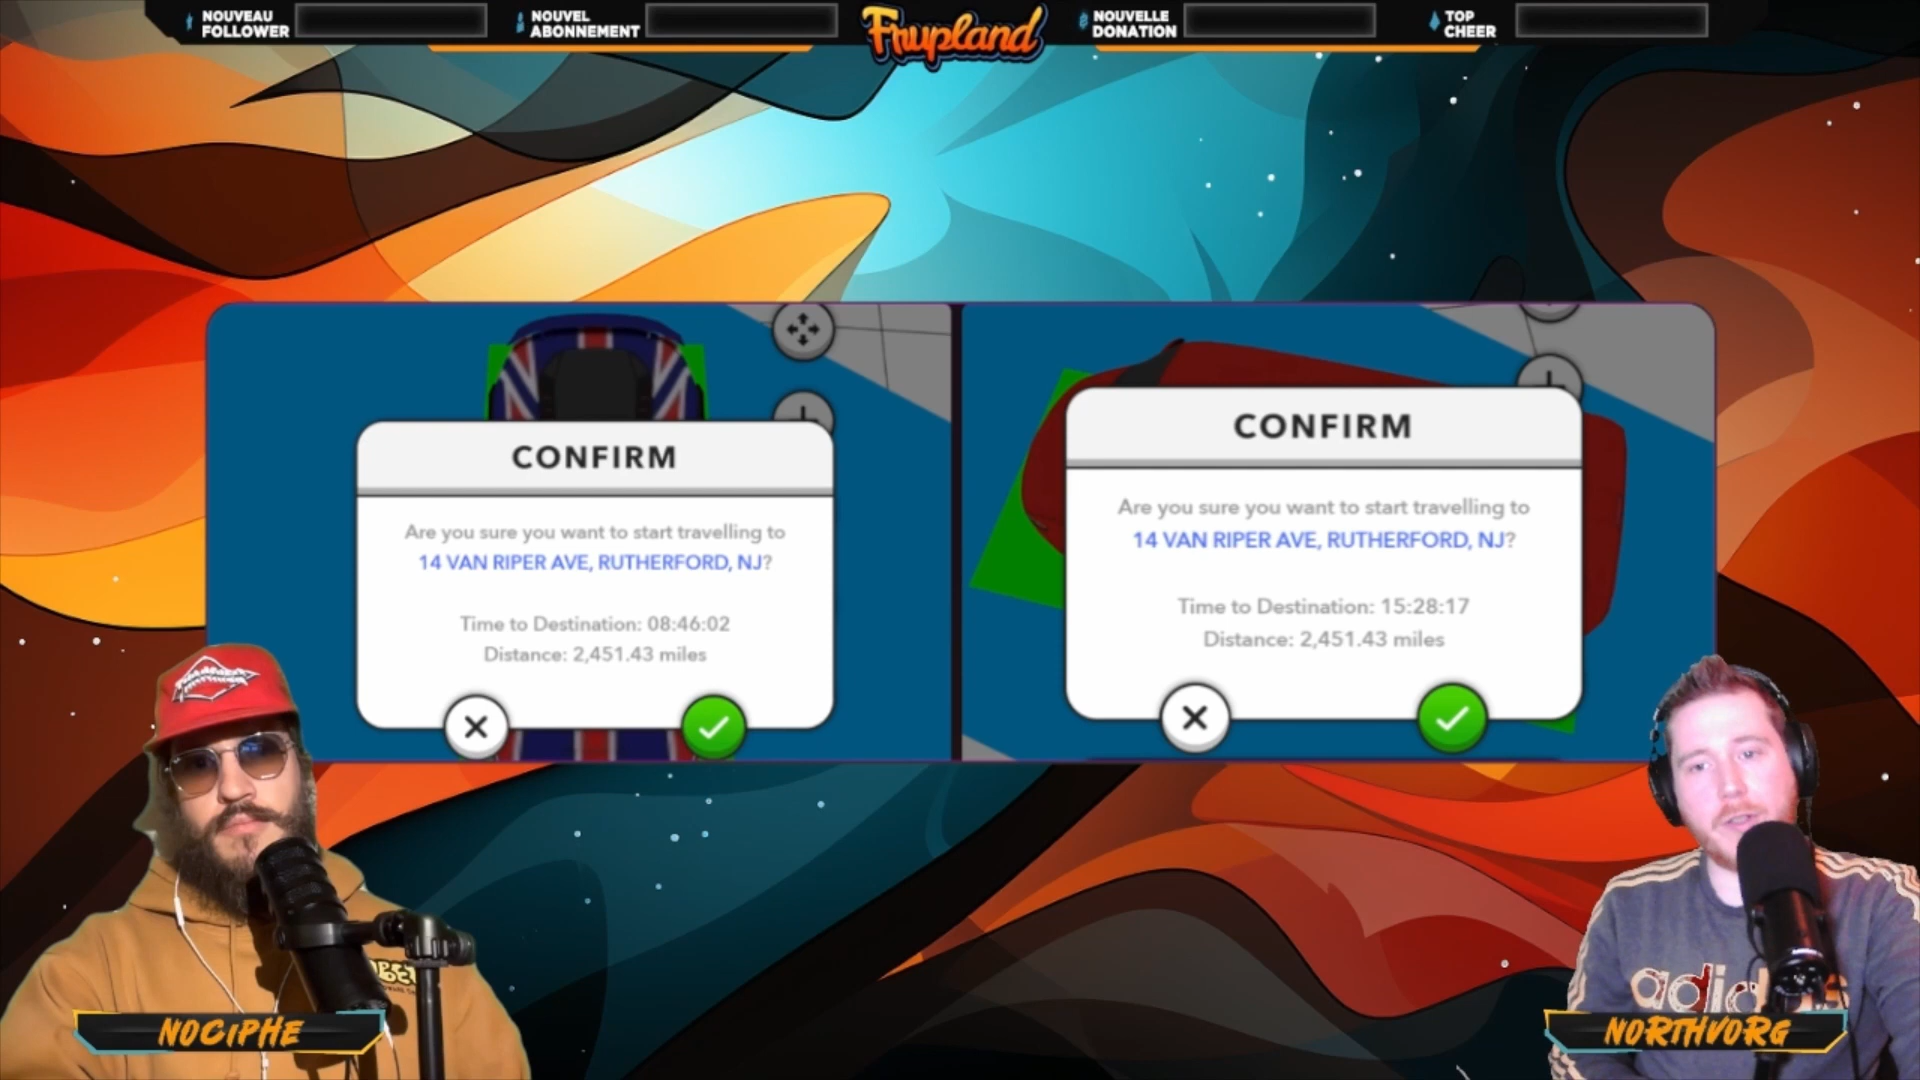 NOUVEAU
FOLLOWER
NOUVEL
ABONNEMENT
Frupland
NOUVELLE
DONATION
TOP
CHEER
CONFIRM
Are you sure you want to start travelling to
14 VAN RIPER AVE, RUTHERFORD, NJ?
Time to Destination: 08:46:02
Distance: 2,451.43 miles
CONFIRM
Are you sure you want to start travelling to
14 VAN RIPER AVE, RUTHERFORD, NJ?
Time to Destination: 15:28:17
Distance: 2,451.43 miles
NOCIPHE
NORTHVORG